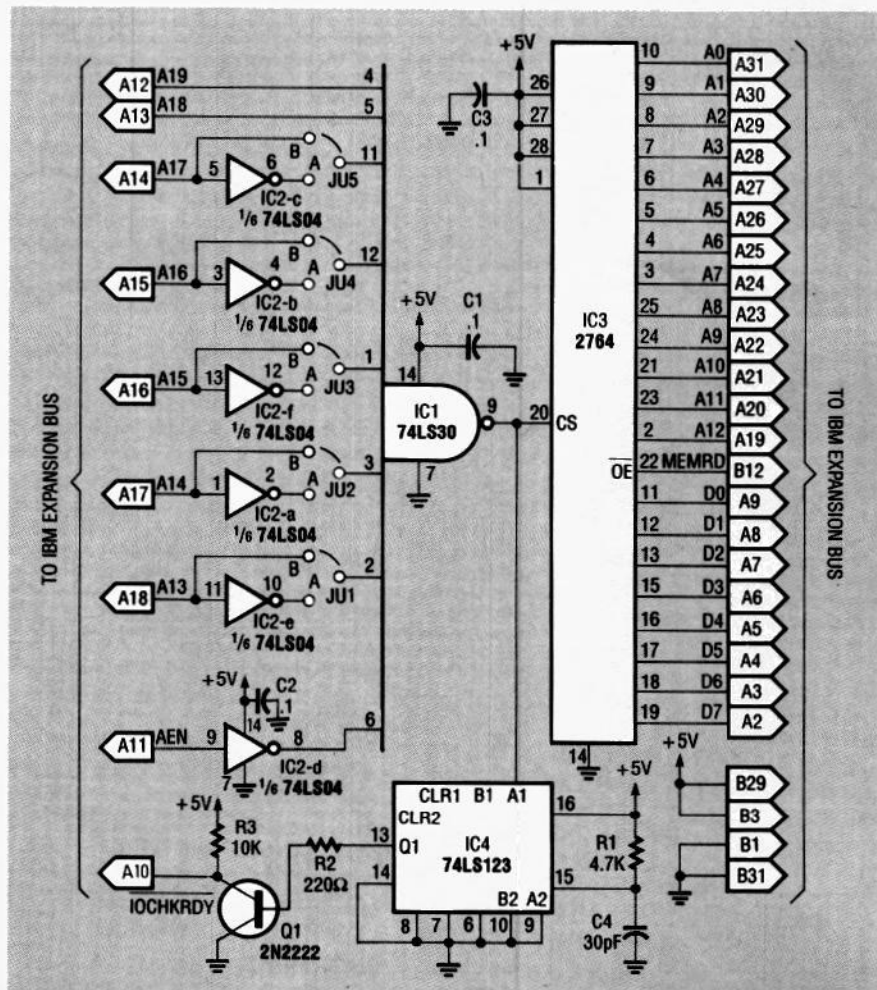 TO IBM EXPANSION BUS
A12 A19 4
A13 A18 5
A14 A17 5 6 B A JU5 11
IC2-c
1/6 74LS04
A15 A16 3 4 B A JU4 12
IC2-b
1/6 74LS04
A16 A15 13 12 B A JU3 1
IC2-f
1/6 74LS04
A17 A14 1 2 B A JU2 3
IC2-a
1/6 74LS04
A18 A13 11 10 B A JU1 2
IC2-e
1/6 74LS04
+5V
C2
.1
14
A11 AEN 9 8 6
7
IC2-d
1/6 74LS04
+5V
R3
10K
A10
IOCHKRDY
Q1
2N2222
R2
220Ω
+5V
C1
.1
14
IC1
74LS30
9
7
+5V
C3
.1
26
27
28
1
20 CS
IC3
2764
OE
14
10 A0 A31
9 A1 A30
8 A2 A29
7 A3 A28
6 A4 A27
5 A5 A26
4 A6 A25
3 A7 A24
25 A8 A23
24 A9 A22
21 A10 A21
23 A11 A20
2 A12 A19
22 MEMRD B12
11 D0 A9
12 D1 A8
13 D2 A7
15 D3 A6
16 D4 A5
17 D5 A4
18 D6 A3
19 D7 A2
TO IBM EXPANSION BUS
CLR1 B1 A1
CLR2
13 Q1
14
IC4
74LS123
16
15
B2 A2
8 7 6 10 9
+5V
R1
4.7K
C4
30pF
+5V
B29
B3
B1
B31